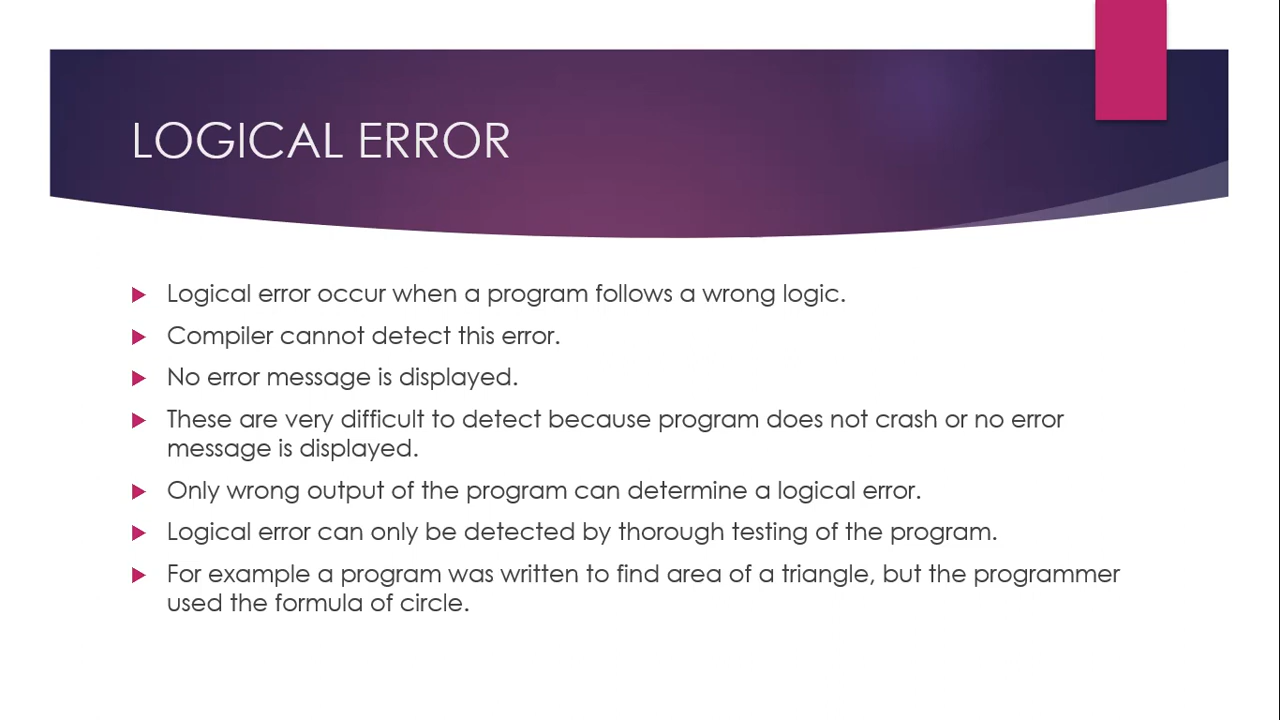 LOGICAL ERROR
Logical error occur when a program follows a wrong logic.
Compiler cannot detect this error.
No error message is displayed.
These are very difficult to detect because program does not crash or no error
message is displayed.
Only wrong output of the program can determine a logical error.
Logical error can only be detected by thorough testing of the program.
For example a program was written to find area of a triangle, but the programmer
used the formula of circle.